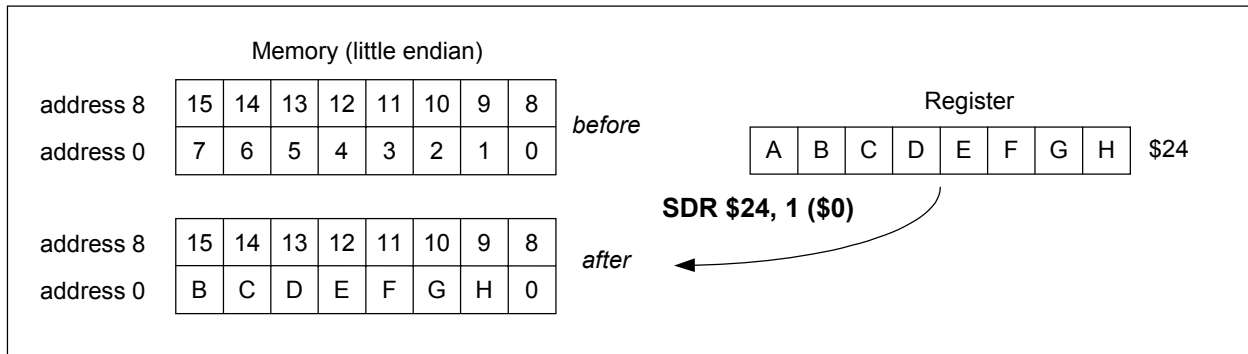 Memory (little endian)
address 8 15 14 13 12 11 10 9 8
address 0 7 6 5 4 3 2 1 0
before
Register
A B C D E F G H $24
SDR $24, 1 ($0)
address 8 15 14 13 12 11 10 9 8
address 0 B C D E F G H 0
after